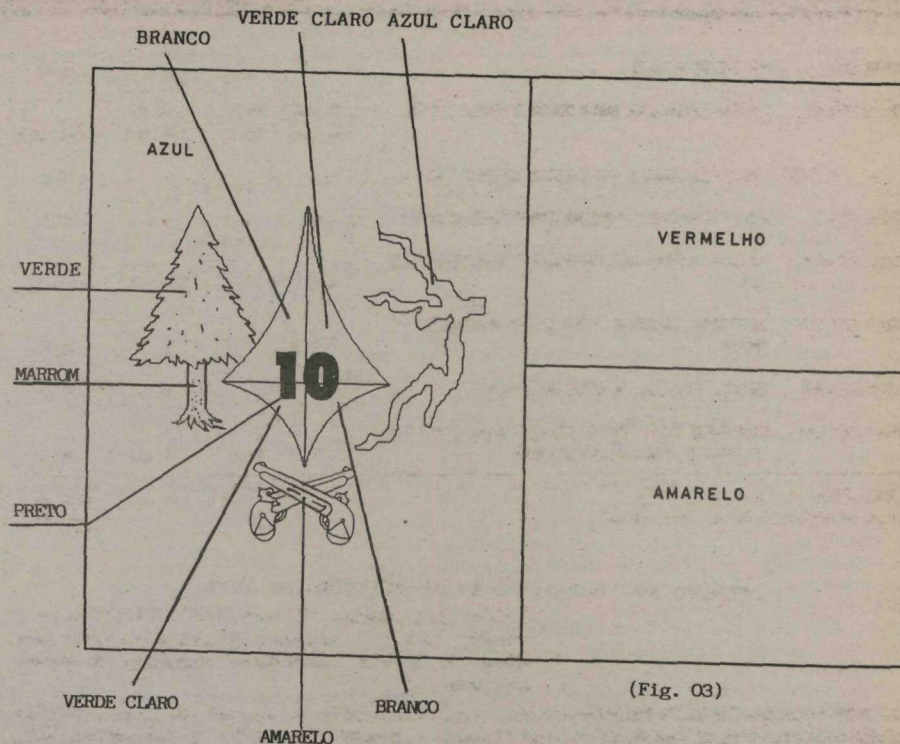 VERDE CLARO AZUL CLARO
BRANCO
AZUL
VERMELHO
VERDE
MARROM
10
AMARELO
PRETO
VERDE CLARO
BRANCO
(Fig. 03)
AMARELO